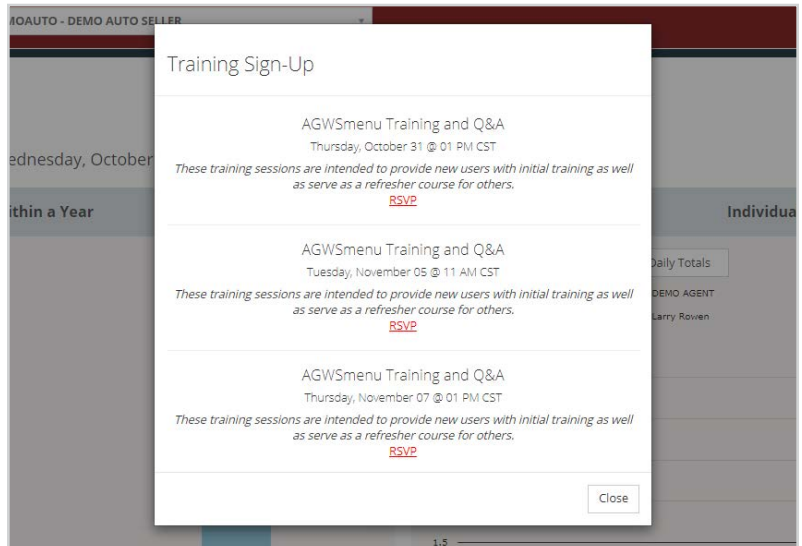 MOAUTO - DEMO AUTO SELLER
Training Sign-Up
AGWSmenu Training and Q&A
Thursday, October 31 @ 01 PM CST
These training sessions are intended to provide new users with initial training as well
as serve as a refresher course for others.
RSVP
AGWSmenu Training and Q&A
Tuesday, November 05 @ 11 AM CST
These training sessions are intended to provide new users with initial training as well
as serve as a refresher course for others.
RSVP
AGWSmenu Training and Q&A
Thursday, November 07 @ 01 PM CST
These training sessions are intended to provide new users with initial training as well
as serve as a refresher course for others.
RSVP
Close
ednesday, October
ithin a Year
Individua
Daily Totals
DEMO AGENT
Larry Rowen
1.5